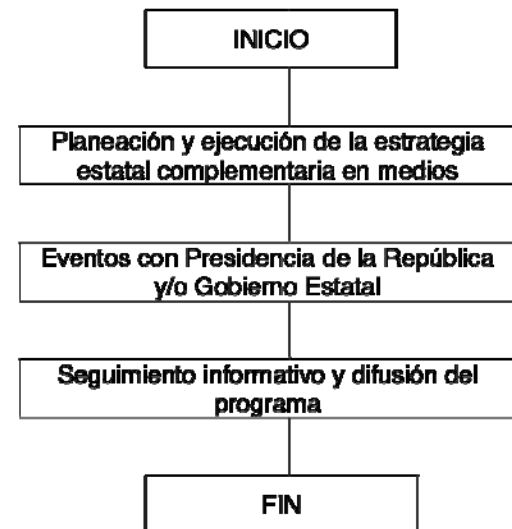 INICIO
Planeación y ejecución de la estrategia
estatal complementaria en medios
Eventos con Presidencia de la República
y/o Gobierno Estatal
Seguimiento informativo y difusión del
programa
FIN